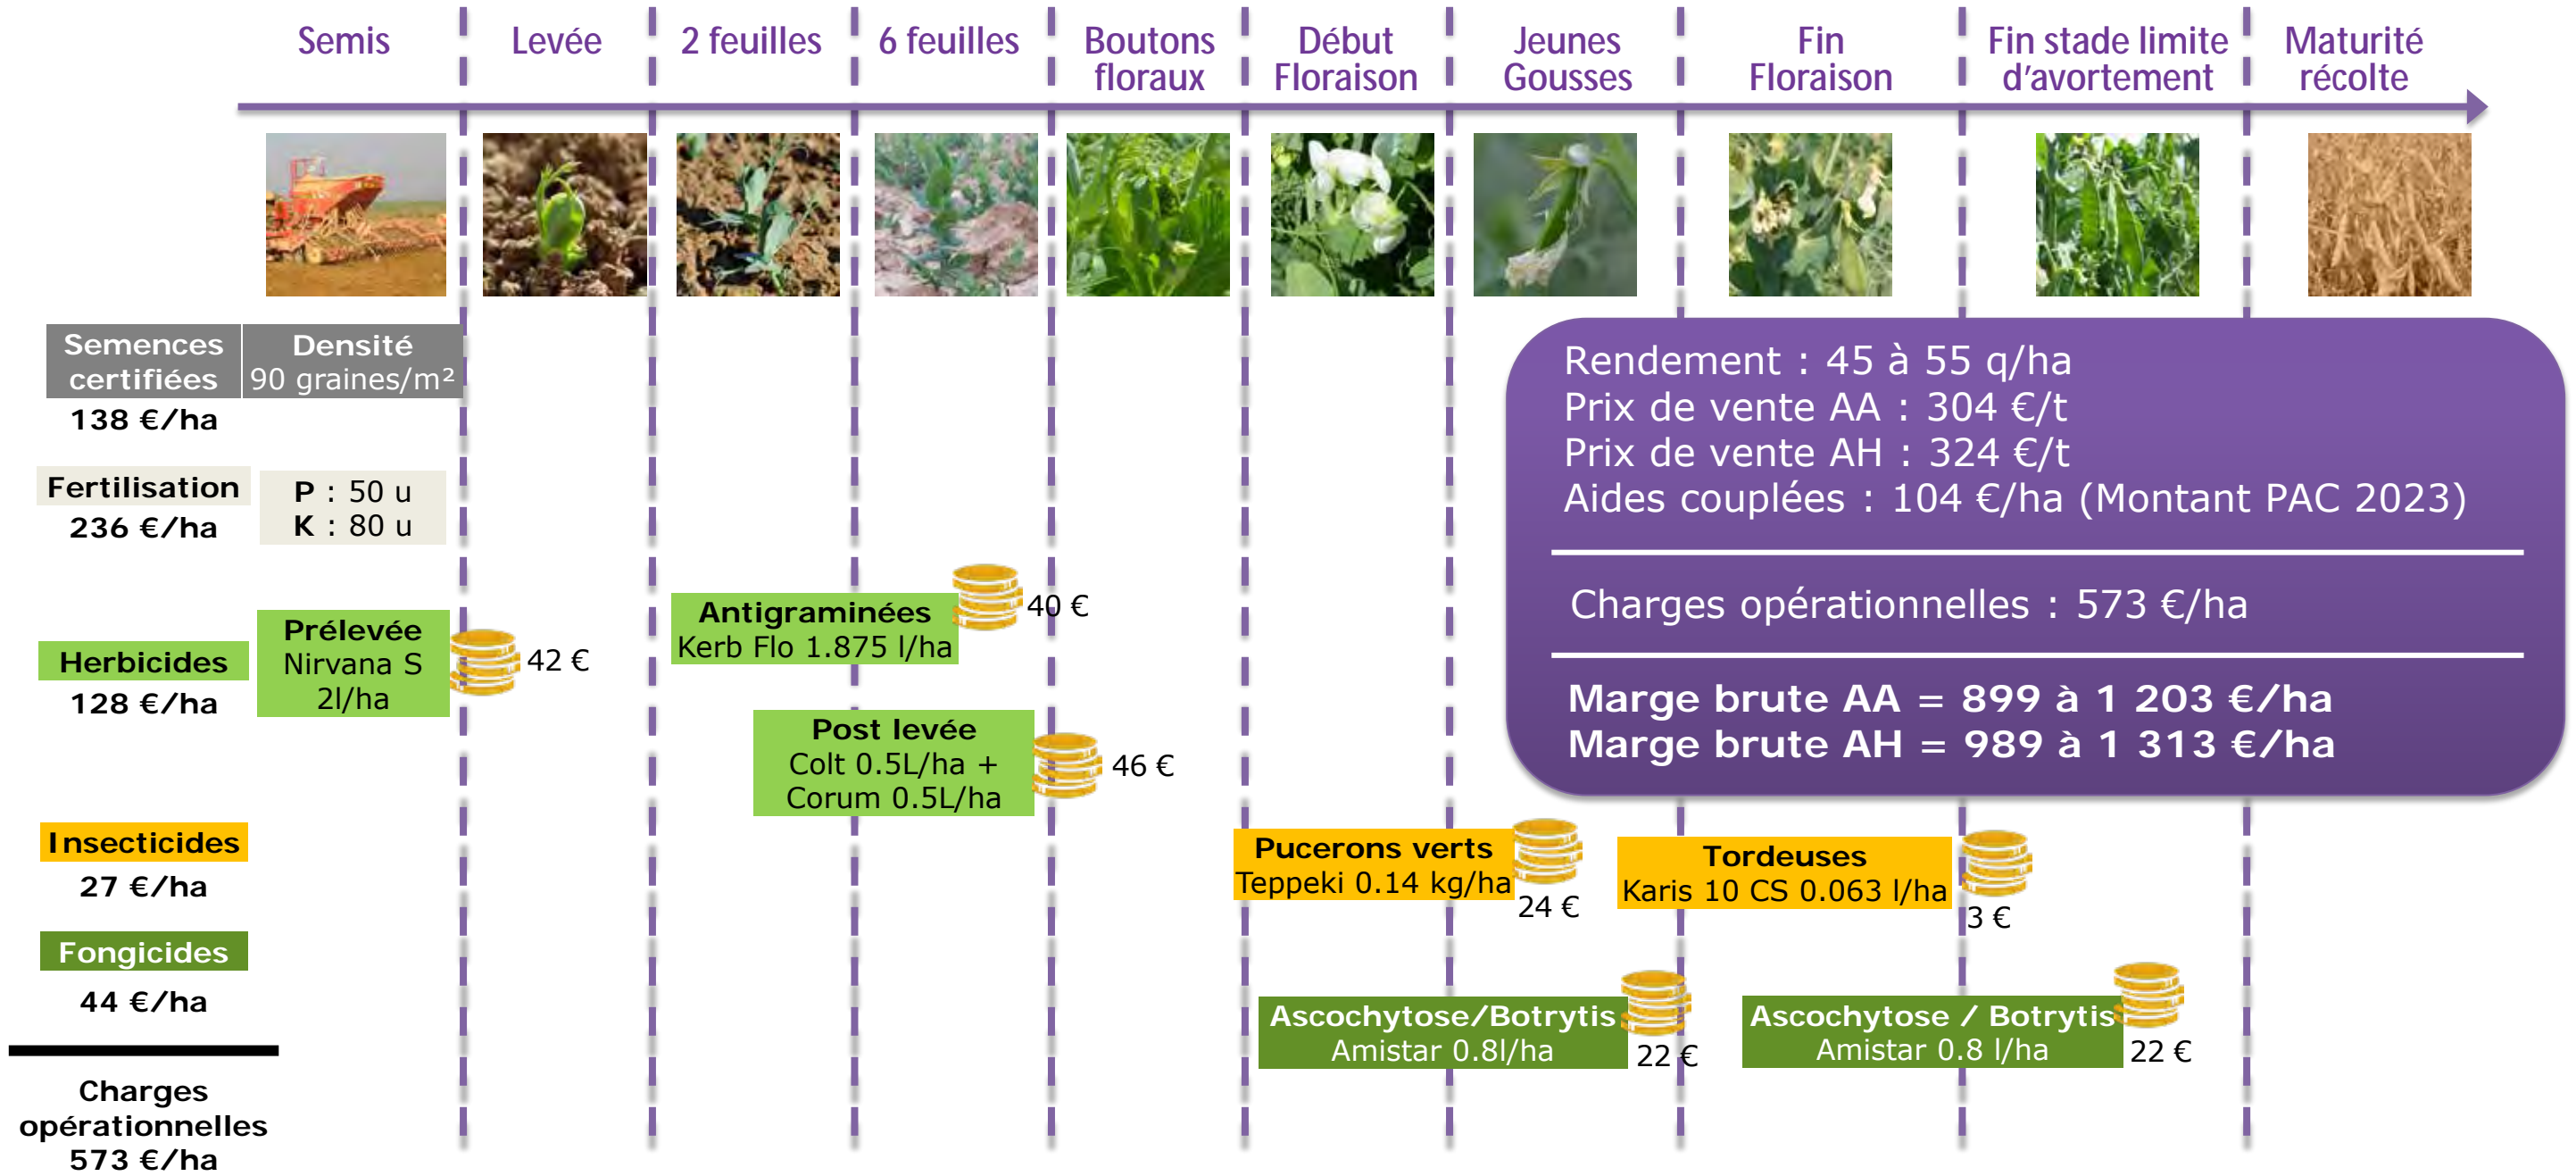 Semis
Levée
2 feuilles
6 feuilles
Boutons
floraux
Début
Floraison
Jeunes
Gousses
Fin
Floraison
Fin stade limite
d'avortement
Maturité
récolte
Semences
certifiées
138 €/ha
Densité
90 graines/m²
Rendement : 45 à 55 q/ha
Prix de vente AA : 304 €/t
Prix de vente AH : 324 €/t
Aides couplées : 104 €/ha (Montant PAC 2023)
Charges opérationnelles : 573 €/ha
Marge brute AA = 899 à 1 203 €/ha
Marge brute AH = 989 à 1 313 €/ha
Fertilisation
236 €/ha
P : 50 u
K : 80 u
Herbicides
128 €/ha
Prélevée
Nirvana S
2l/ha
42 €
Antigraminées
Kerb Flo 1.875 l/ha
40 €
Post levée
Colt 0.5L/ha +
Corum 0.5L/ha
46 €
Insecticides
27 €/ha
Pucerons verts
Teppeki 0.14 kg/ha
24 €
Tordeuses
Karis 10 CS 0.063 l/ha
3 €
Fongicides
44 €/ha
Ascochytose/Botrytis
Amistar 0.8l/ha
22 €
Ascochytose / Botrytis
Amistar 0.8 l/ha
22 €
Charges
opérationnelles
573 €/ha